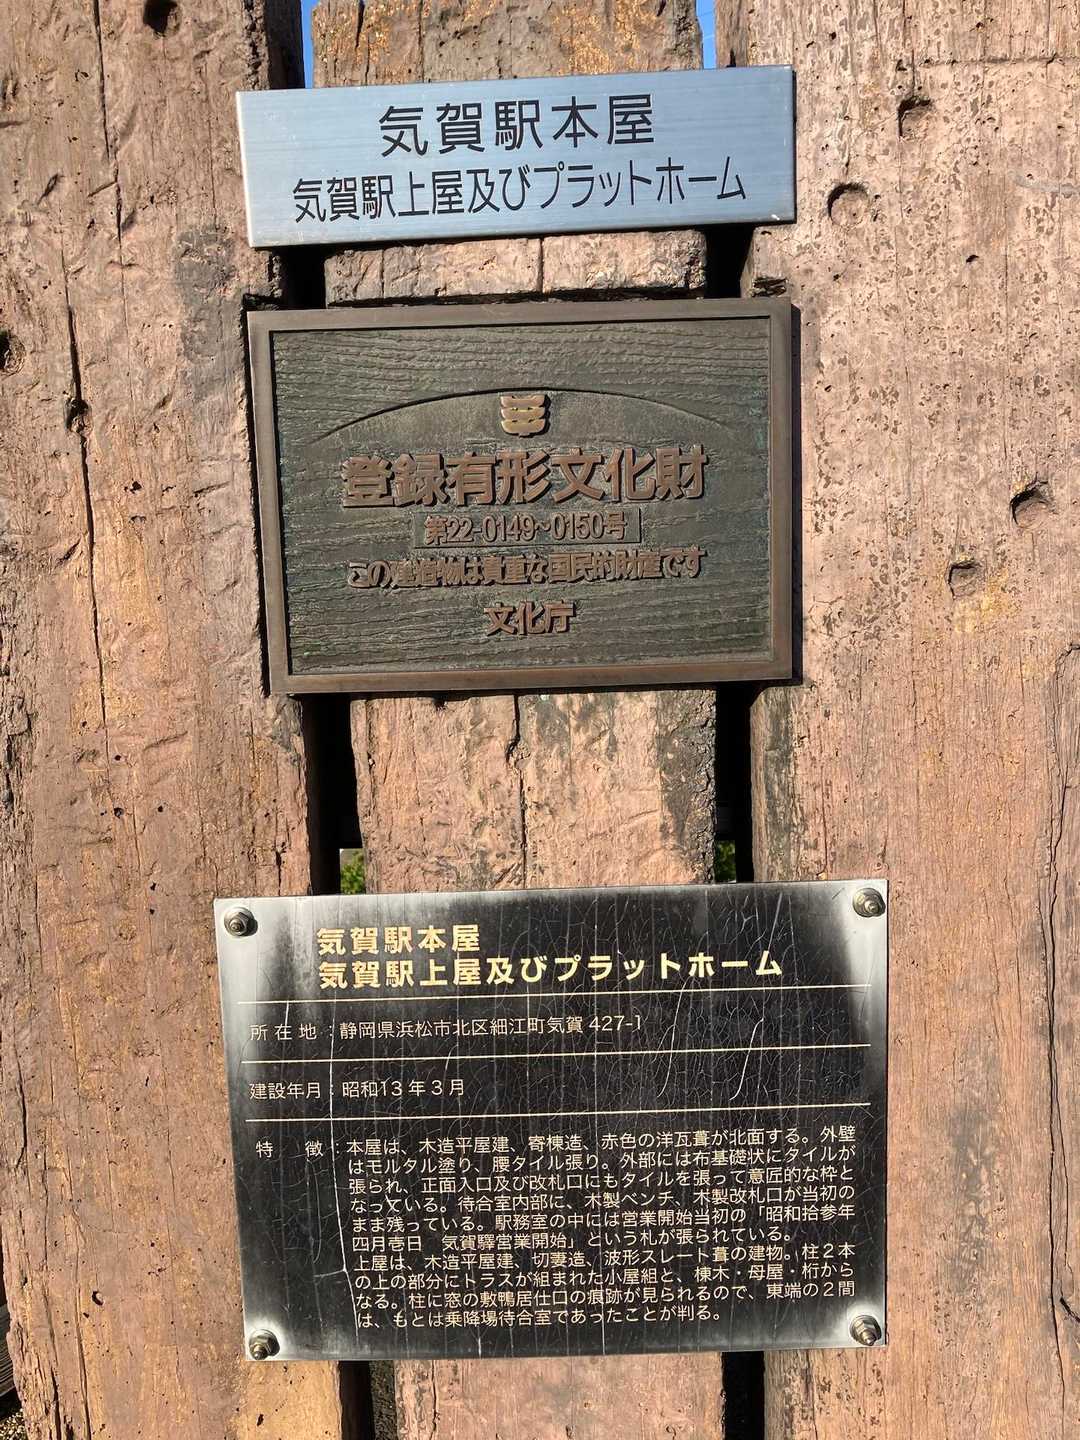 気賀駅本屋
気賀駅上屋及びプラットホーム
登録有形文化財
第22-0149~0150号
この建造物は貴重な国民的財産です
文化庁
気賀駅本屋
気賀駅上屋及びプラットホーム
所在地:静岡県浜松市北区細江町気賀427-1
建設年月:昭和13年3月
特 徴:本屋は、木造平屋建、寄棟造、赤色の洋瓦葺が北面する。外壁
はモルタル塗り、腰タイル張り。外部には布基礎状にタイルが
張られ、正面入口及び改札口にもタイルを張って意匠的な枠と
なっている。待合室内部に、木製ベンチ、木製改札口が当初の
まま残っている。駅務室の中には営業開始当初の「昭和拾参年
四月壱日 気賀驛営業開始」という札が張られている。
上屋は、木造平屋建、切妻造、波形スレート葺の建物。柱2本
の上の部分にトラスが組まれた小屋組と、棟木・母屋・桁から
なる。柱に窓の敷鴨居仕口の痕跡が見られるので、東端の2間
は、もとは乗降場待合室であったことが判る。